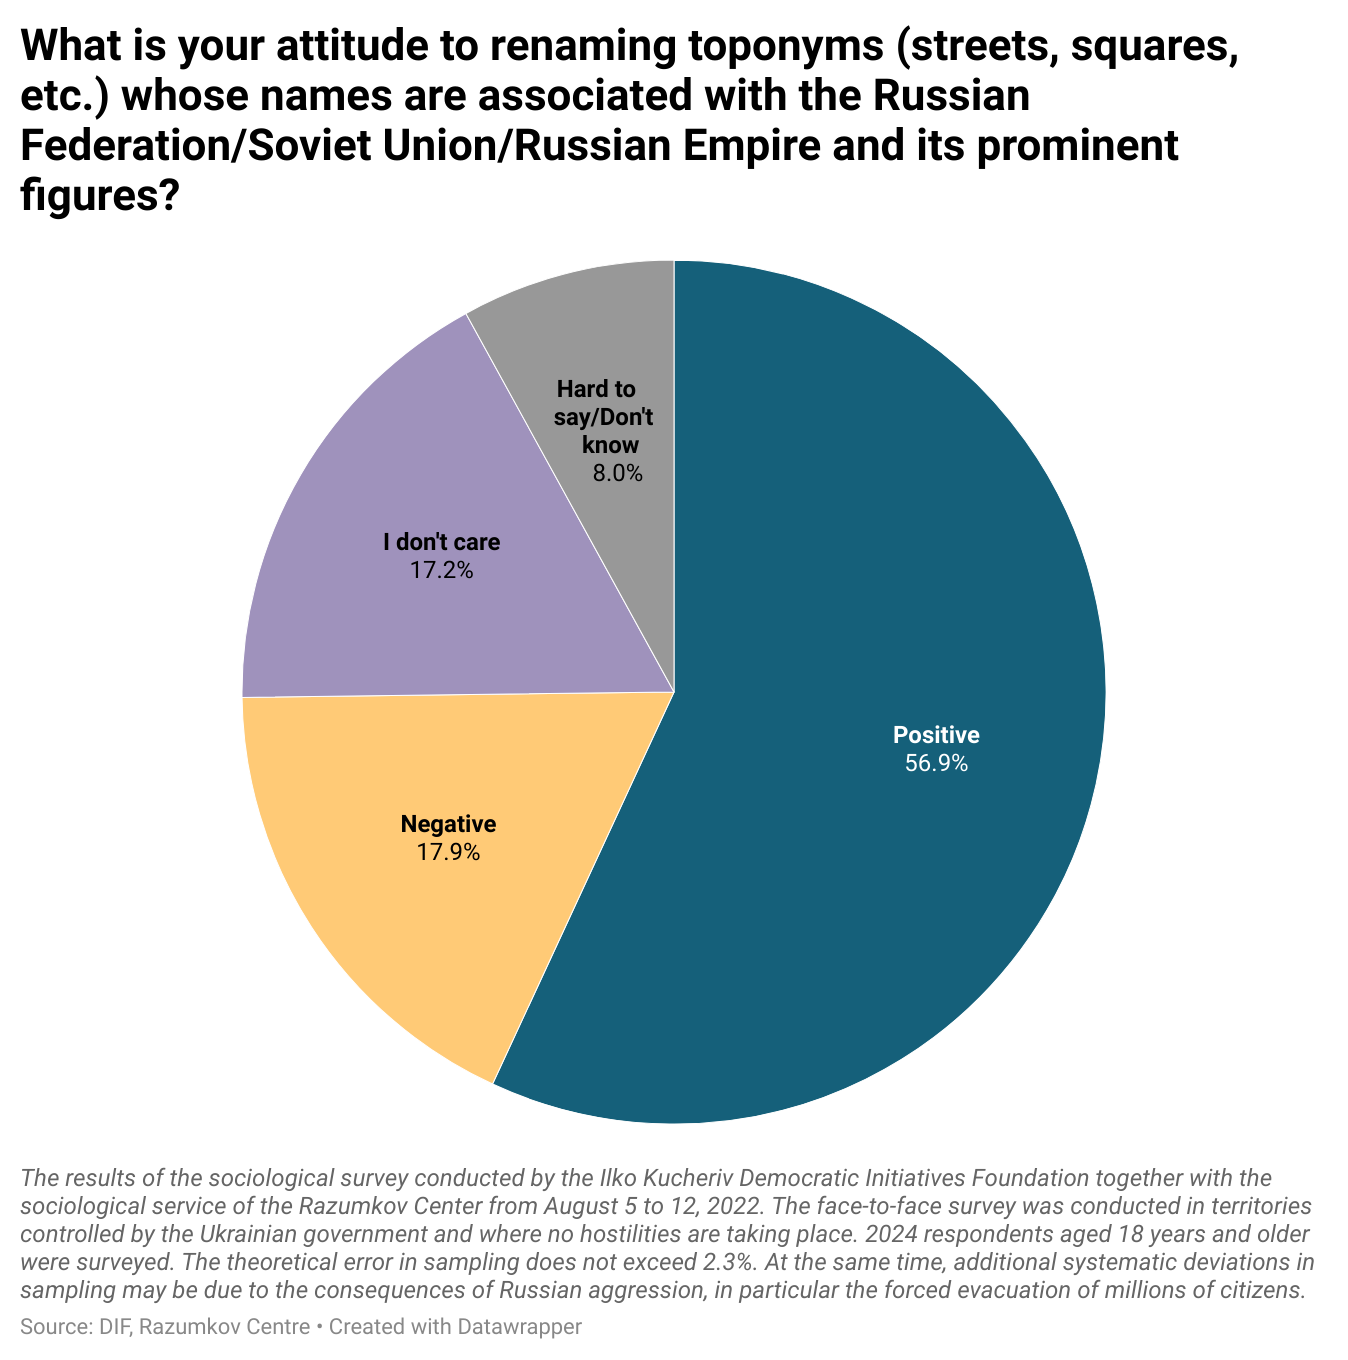 What is your attitude to renaming toponyms (streets, squares,
etc.) whose names are associated with the Russian
Federation/Soviet Union/Russian Empire and its prominent
figures?
Hard to
say/Don't
know
8.0%
I don't care
17.2%
Positive
56.9%
Negative
17.9%
The results of the sociological survey conducted by the Ilko Kucheriv Democratic Initiatives Foundation together with the
sociological service of the Razumkov Center from August 5 to 12, 2022. The face-to-face survey was conducted in territories
controlled by the Ukrainian government and where no hostilities are taking place. 2024 respondents aged 18 years and older
were surveyed. The theoretical error in sampling does not exceed 2.3%. At the same time, additional systematic deviations in
sampling may be due to the consequences of Russian aggression, in particular the forced evacuation of millions of citizens.
Source: DIF, Razumkov Centre • Created with Datawrapper